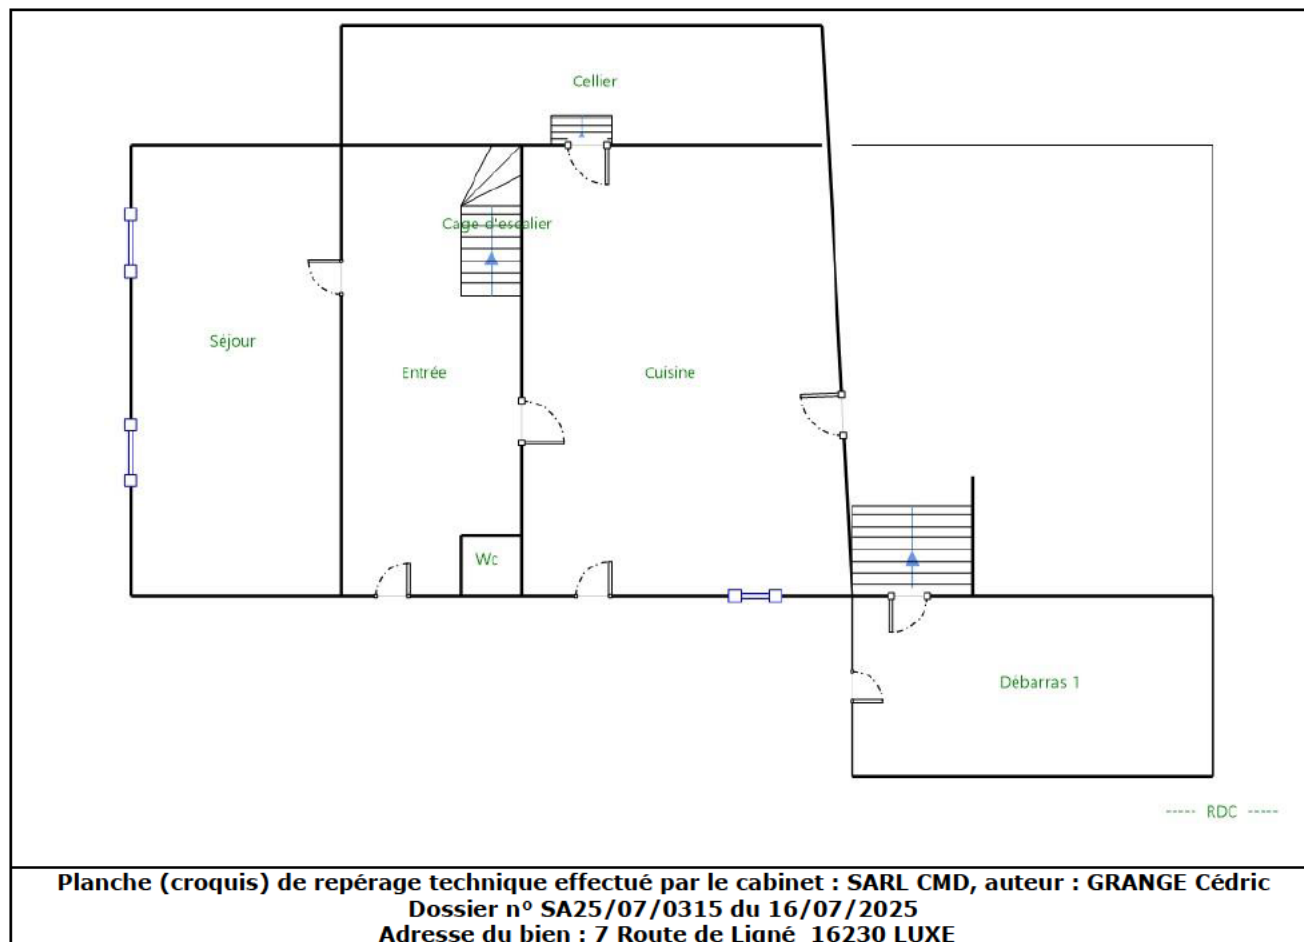 Cellier
Cage d'escalier
Séjour
Entrée
Cuisine
Wc
Débarras 1
----- RDC -----
Planche (croquis) de repérage technique effectué par le cabinet : SARL CMD, auteur : GRANGE Cédric
Dossier nº SA25/07/0315 du 16/07/2025
Adresse du bien : 7 Route de Ligné 16230 LUXE